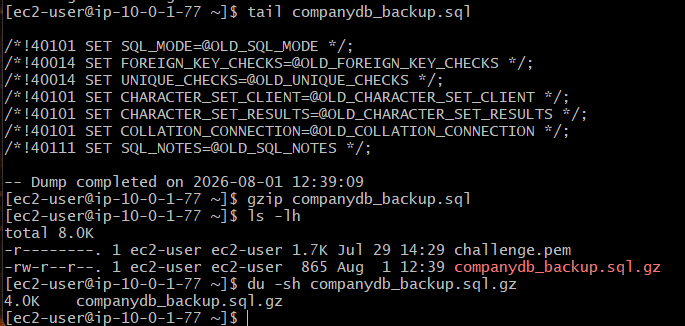 [ec2-user@ip-10-0-1-77 ~]$ tail companydb_backup.sql
/*!40101 SET SQL_MODE=@OLD_SQL_MODE */;
/*!40014 SET FOREIGN_KEY_CHECKS=@OLD_FOREIGN_KEY_CHECKS */;
/*!40014 SET UNIQUE_CHECKS=@OLD_UNIQUE_CHECKS */;
/*!40101 SET CHARACTER_SET_CLIENT=@OLD_CHARACTER_SET_CLIENT */;
/*!40101 SET CHARACTER_SET_RESULTS=@OLD_CHARACTER_SET_RESULTS */;
/*!40101 SET COLLATION_CONNECTION=@OLD_COLLATION_CONNECTION */;
/*!40111 SET SQL_NOTES=@OLD_SQL_NOTES */;
-- Dump completed on 2026-08-01 12:39:09
[ec2-user@ip-10-0-1-77 ~]$ gzip companydb_backup.sql
[ec2-user@ip-10-0-1-77 ~]$ ls -lh
total 8.0K
-r--------. 1 ec2-user ec2-user 1.7K Jul 29 14:29 challenge.pem
-rw-r--r--. 1 ec2-user ec2-user  865 Aug  1 12:39 companydb_backup.sql.gz
[ec2-user@ip-10-0-1-77 ~]$ du -sh companydb_backup.sql.gz
4.0K    companydb_backup.sql.gz
[ec2-user@ip-10-0-1-77 ~]$